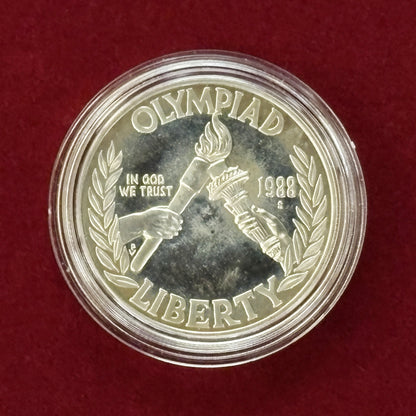 OLYMPIAD
IN GOD
WE TRUST
1988
S
LIBERTY